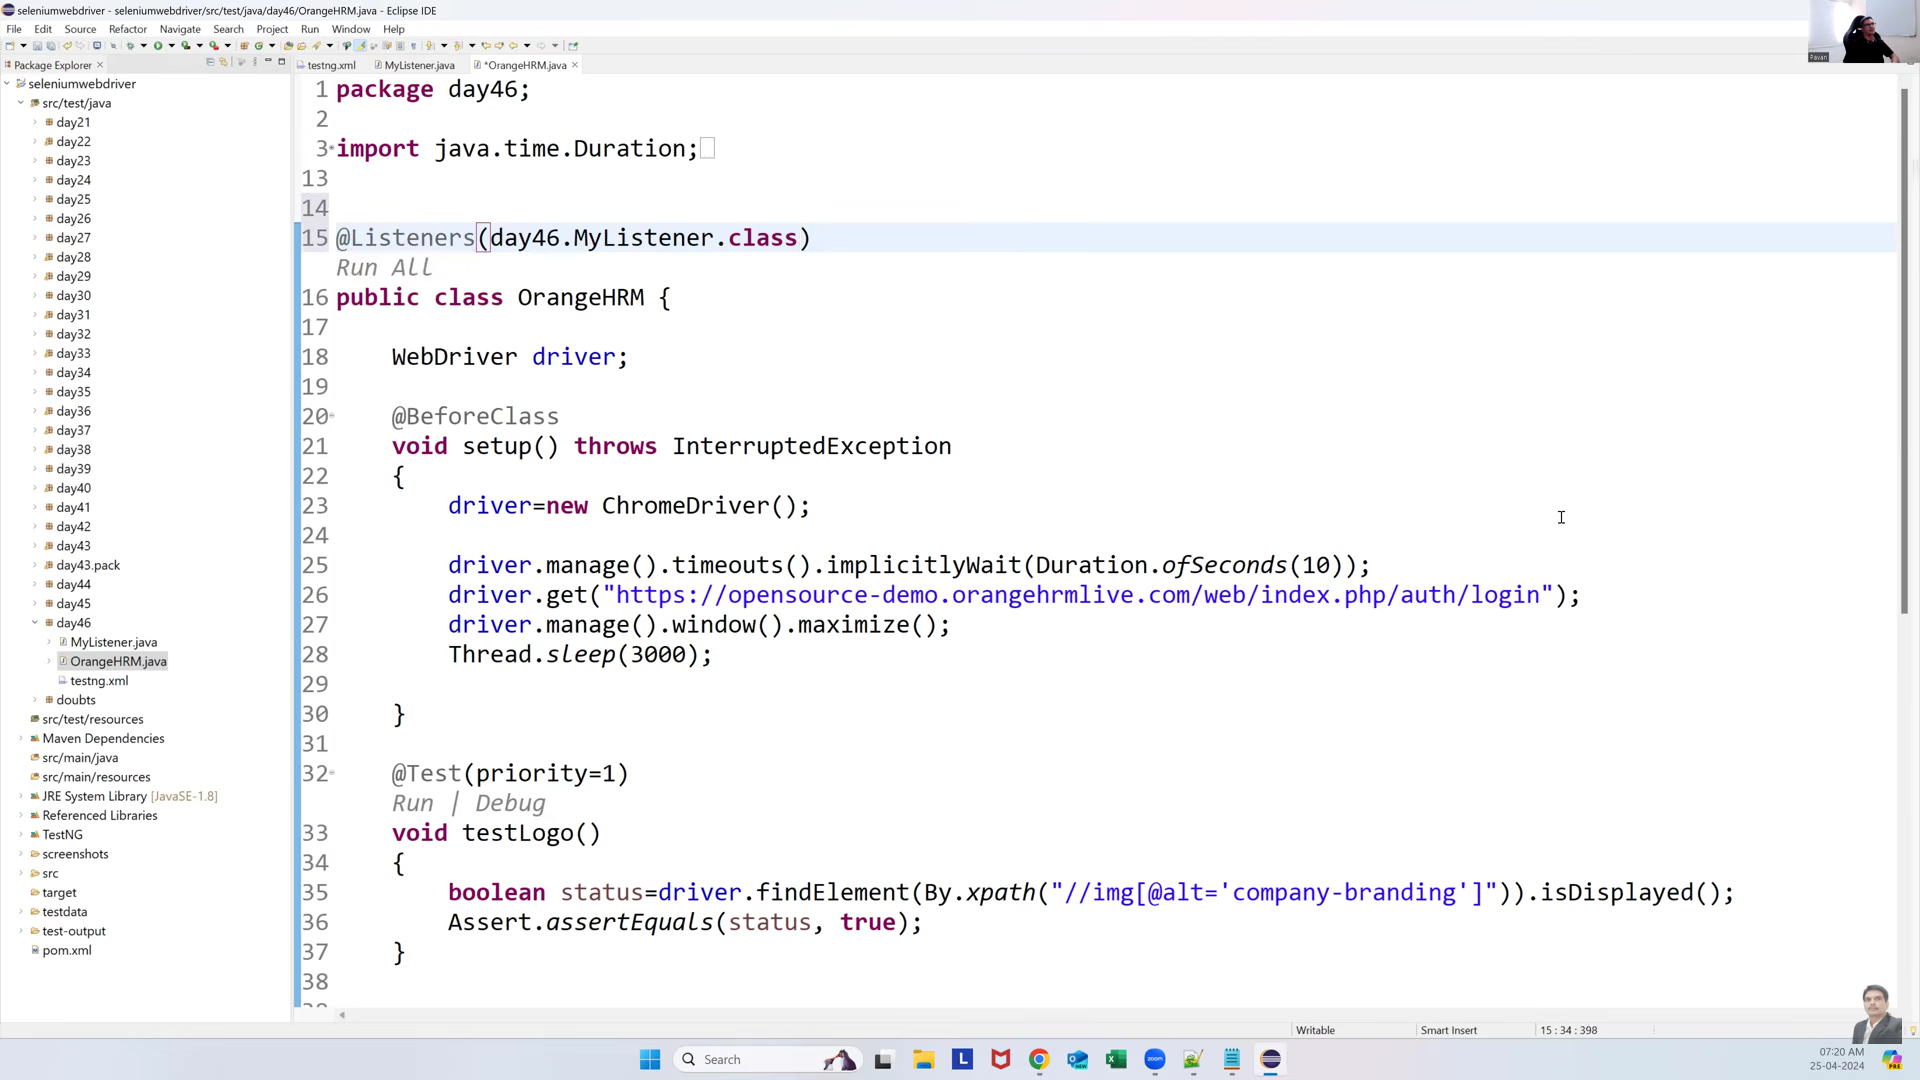 seleniumwebdriver - seleniumwebdriver/src/test/java/day46/OrangeHRM.java - Eclipse IDE
File Edit Source Refactor Navigate Search Project Run Window Help
Package Explorer
testng.xml MyListener.java *OrangeHRM.java
seleniumwebdriver
src/test/java
day21
day22
day23
day24
day25
day26
day27
day28
day29
day30
day31
day32
day33
day34
day35
day36
day37
day38
day39
day40
day41
day42
day43
day43.pack
day44
day45
day46
MyListener.java
OrangeHRM.java
testng.xml
doubts
src/test/resources
Maven Dependencies
src/main/java
src/main/resources
JRE System Library [JavaSE-1.8]
Referenced Libraries
TestNG
screenshots
src
target
testdata
test-output
pom.xml
1 package day46;
2
3 import java.time.Duration;
13
14
15 @Listeners(day46.MyListener.class)
Run All
16 public class OrangeHRM {
17
18 WebDriver driver;
19
20 @BeforeClass
21 void setup() throws InterruptedException
22 {
23 driver=new ChromeDriver();
24
25 driver.manage().timeouts().implicitlyWait(Duration.ofSeconds(10));
26 driver.get("https://opensource-demo.orangehrmlive.com/web/index.php/auth/login");
27 driver.manage().window().maximize();
28 Thread.sleep(3000);
29
30 }
31
32 @Test(priority=1)
Run | Debug
33 void testLogo()
34 {
35 boolean status=driver.findElement(By.xpath("//img[@alt='company-branding']")).isDisplayed();
36 Assert.assertEquals(status, true);
37 }
38
Pavan
Writable Smart Insert 15 : 34 : 398
Search
07:20 AM
25-04-2024